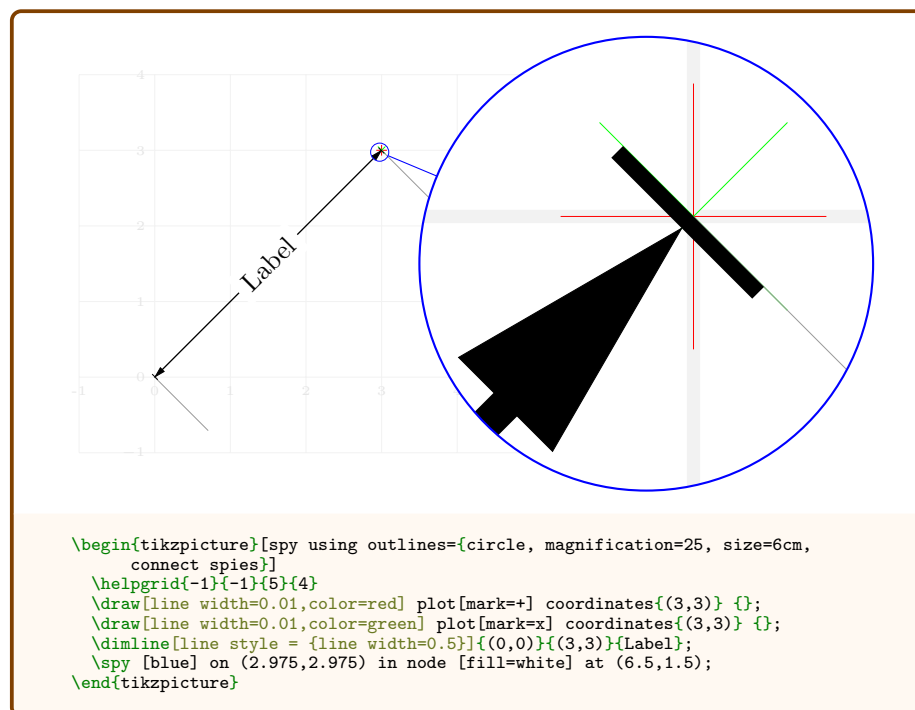 4
3
2
1
0
-1
-1
0
1
2
3
Label
\begin{tikzpicture}[spy using outlines={circle, magnification=25, size=6cm,
connect spies}]
\helpgrid{-1}{-1}{5}{4}
\draw[line width=0.01,color=red] plot[mark=+] coordinates{(3,3)} {};
\draw[line width=0.01,color=green] plot[mark=x] coordinates{(3,3)} {};
\dimline[line style = {line width=0.5}]{(0,0)}{(3,3)}{Label};
\spy [blue] on (2.975,2.975) in node [fill=white] at (6.5,1.5);
\end{tikzpicture}